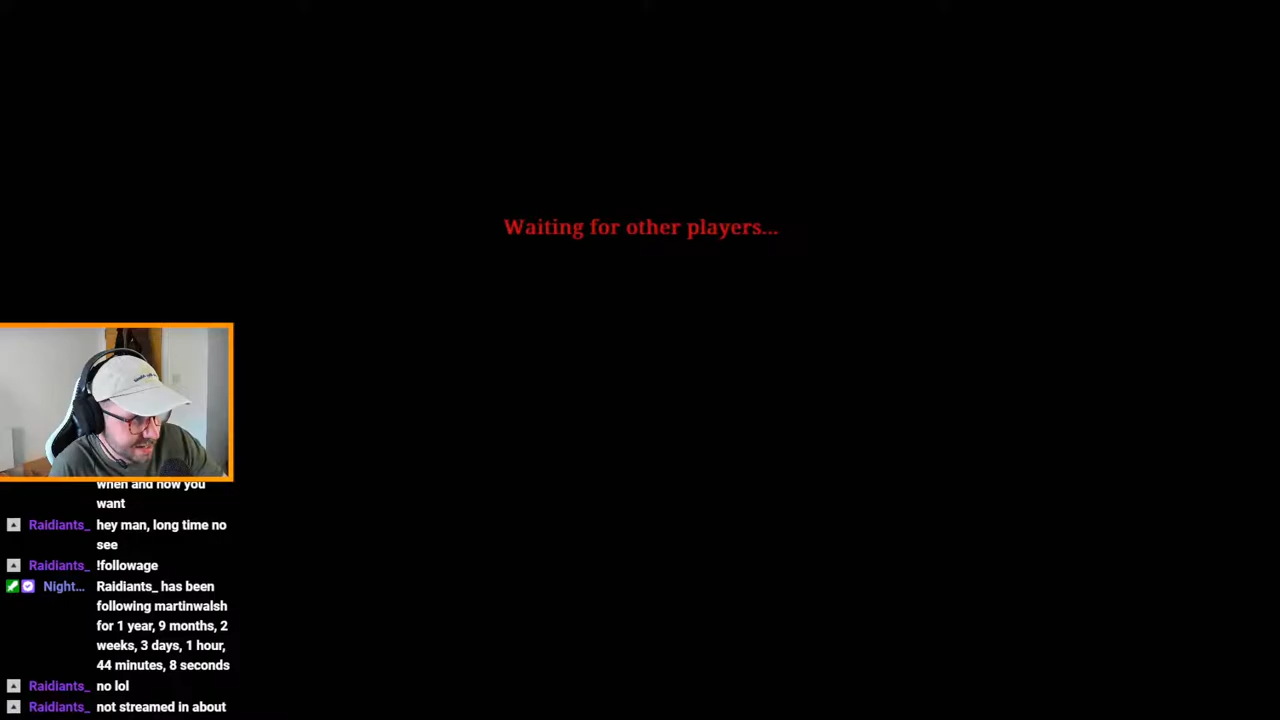 Waiting for other players...
when and how you
want
Raidiants_ hey man, long time no
see
Raidiants_ !followage
Night... Raidiants_ has been
following martinwalsh
for 1 year, 9 months, 2
weeks, 3 days, 1 hour,
44 minutes, 8 seconds
Raidiants_ no lol
Raidiants_ not streamed in about